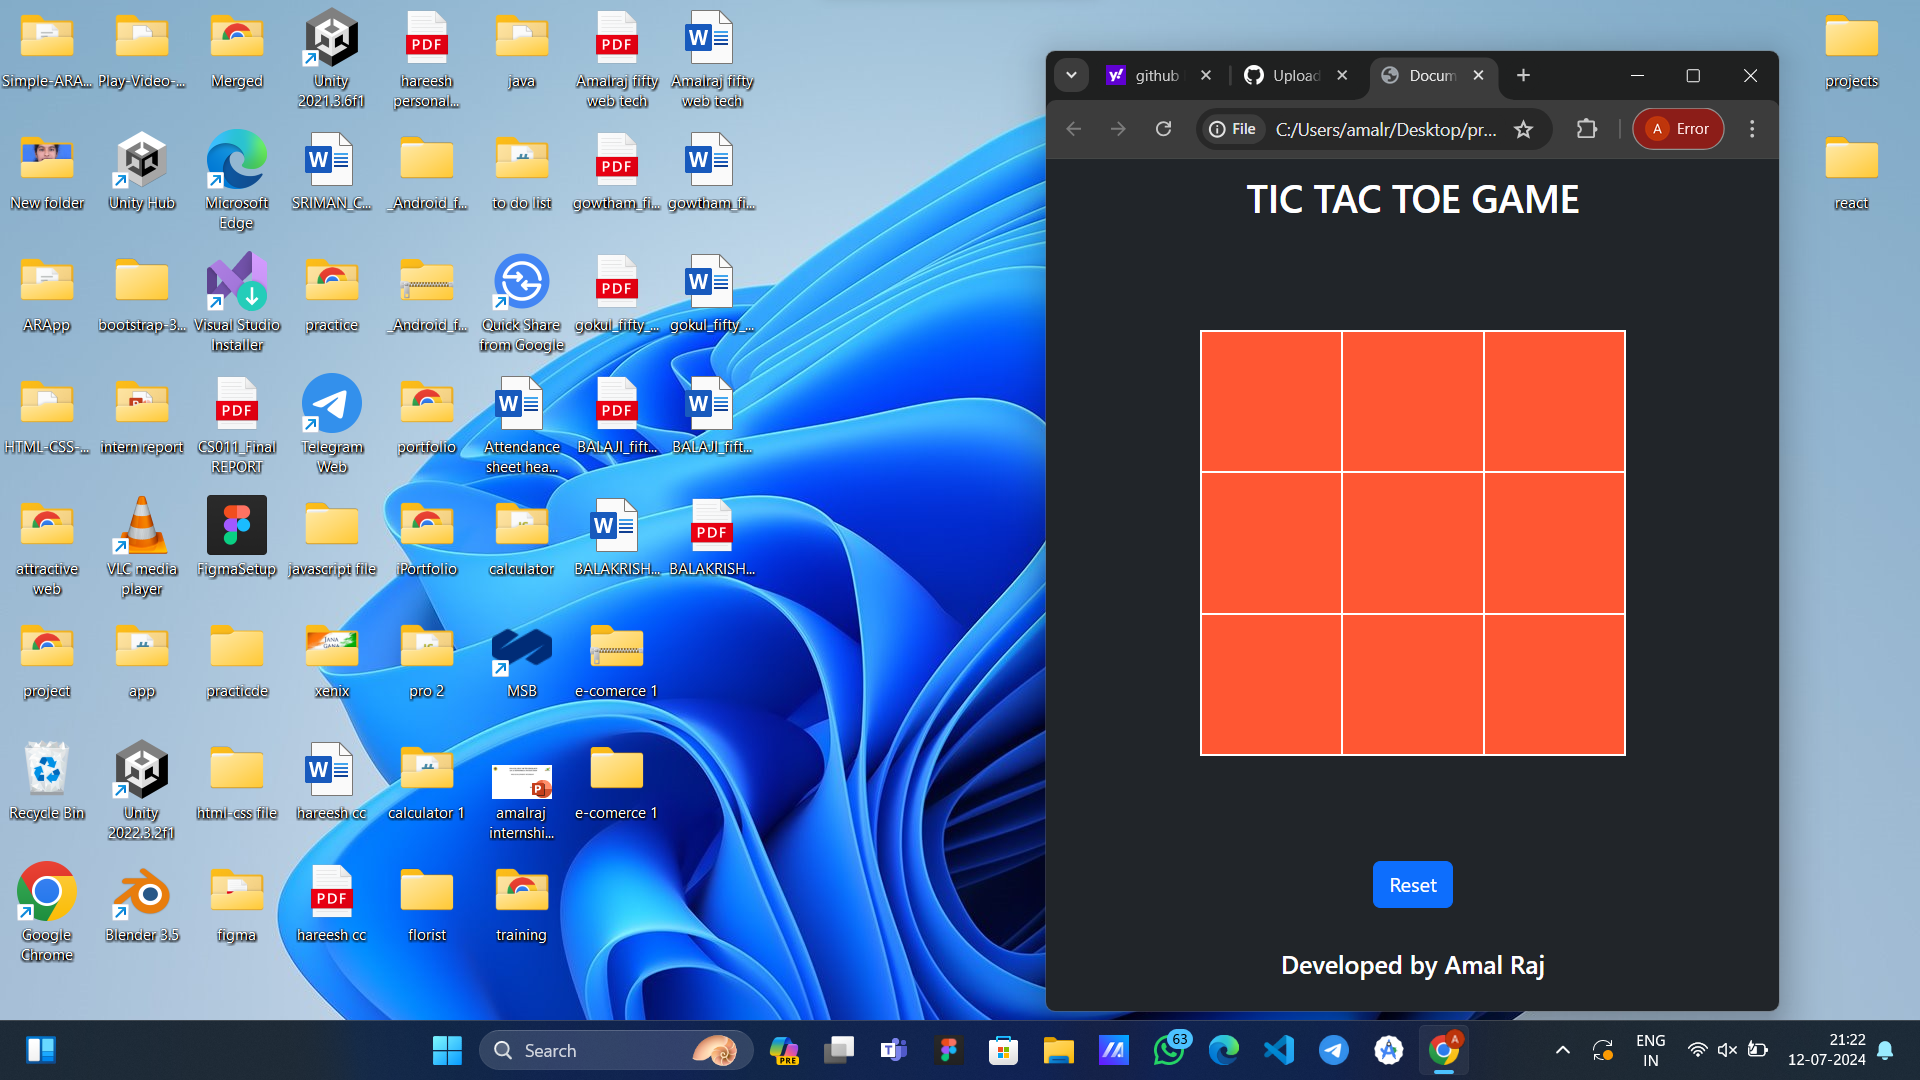 Simple-ARA...
Play-Video-...
Merged
Unity
2021.3.6f1
hareesh
personal...
java
Amalraj fifty
web tech
Amalraj fifty
web tech
New folder
Unity Hub
Microsoft
Edge
SRIMAN_C...
_Android_f...
to do list
gowtham_fi...
gowtham_fi...
ARApp
bootstrap-3...
Visual Studio
Installer
practice
_Android_f...
Quick Share
from Google
gokul_fifty_...
gokul_fifty_...
HTML-CSS-...
intern report
CS011_Final
REPORT
Telegram
Web
portfolio
Attendance
sheet hea...
BALAJI_fift...
BALAJI_fift...
attractive
web
VLC media
player
FigmaSetup
javascript file
iPortfolio
calculator
BALAKRISH...
BALAKRISH...
project
app
practicde
xenix
pro 2
MSB
e-comerce 1
Recycle Bin
Unity
2022.3.2f1
html-css file
hareesh cc
calculator 1
amalraj
internshi...
e-comerce 1
Google
Chrome
Blender 3.5
figma
hareesh cc
florist
training
projects
react
github
Upload
Docum
File
C:/Users/amalr/Desktop/pr...
A
Error
TIC TAC TOE GAME
Reset
Developed by Amal Raj
Search
PRE
63
A
ENG
IN
21:22
12-07-2024